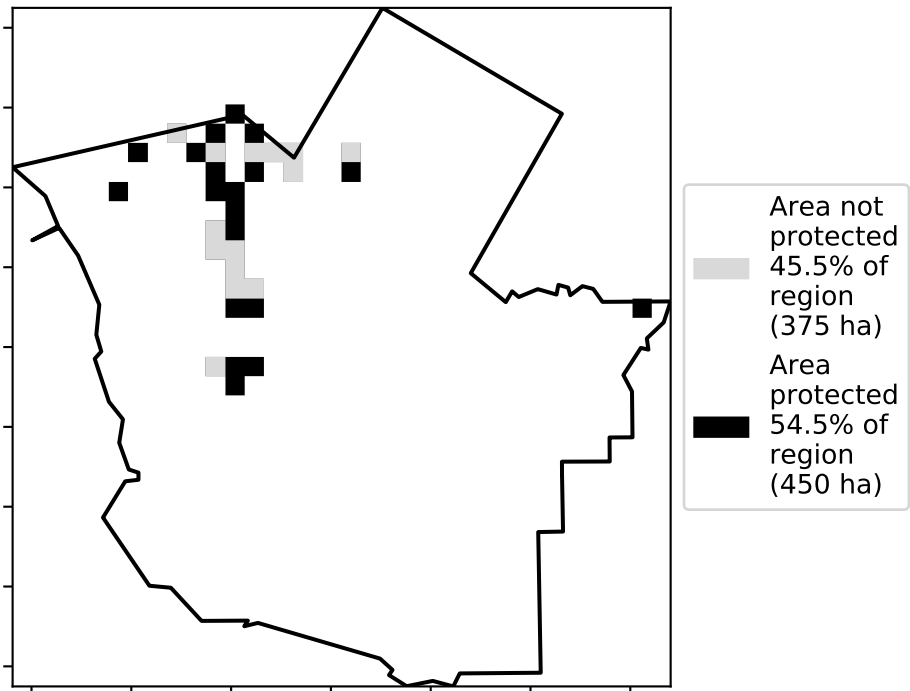 Area not
protected
45.5% of
region
(375 ha)
Area
protected
54.5% of
region
(450 ha)